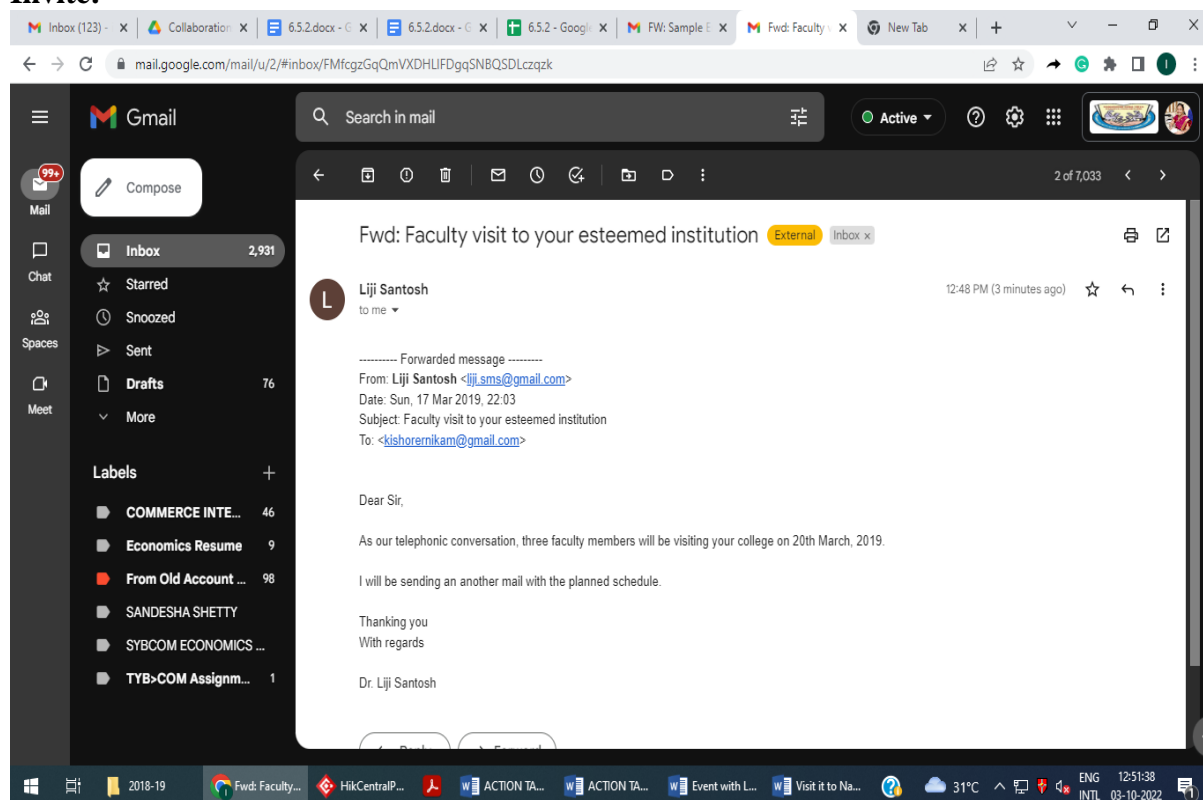 Invite:
Inbox (123) -
Collaboration
6.5.2.docx - G
6.5.2.docx - G
6.5.2 - Google
FW: Sample E
Fwd: Faculty v
New Tab
mail.google.com/mail/u/2/#inbox/FMfcgzGqQmVXDHLIFDgqSNBQSDLczqzk
Gmail
Search in mail
Active
99+
Mail
Chat
Spaces
Meet
Compose
2 of 7,033
Inbox 2,931
Starred
Snoozed
Sent
Drafts 76
More
Labels
COMMERCE INTE... 46
Economics Resume 9
From Old Account ... 98
SANDESHA SHETTY
SYBCOM ECONOMICS ...
TYB>COM Assignm... 1
Fwd: Faculty visit to your esteemed institution External Inbox x
L
Liji Santosh 12:48 PM (3 minutes ago)
to me
---------- Forwarded message ---------
From: Liji Santosh <liji.sms@gmail.com>
Date: Sun, 17 Mar 2019, 22:03
Subject: Faculty visit to your esteemed institution
To: <kishorernikam@gmail.com>
Dear Sir,
As our telephonic conversation, three faculty members will be visiting your college on 20th March, 2019.
I will be sending an another mail with the planned schedule.
Thanking you
With regards
Dr. Liji Santosh
Reply Forward
2018-19
Fwd: Faculty...
HikCentralP...
ACTION TA...
ACTION TA...
Event with L...
Visit it to Na...
31°C
ENG 12:51:38
INTL 03-10-2022